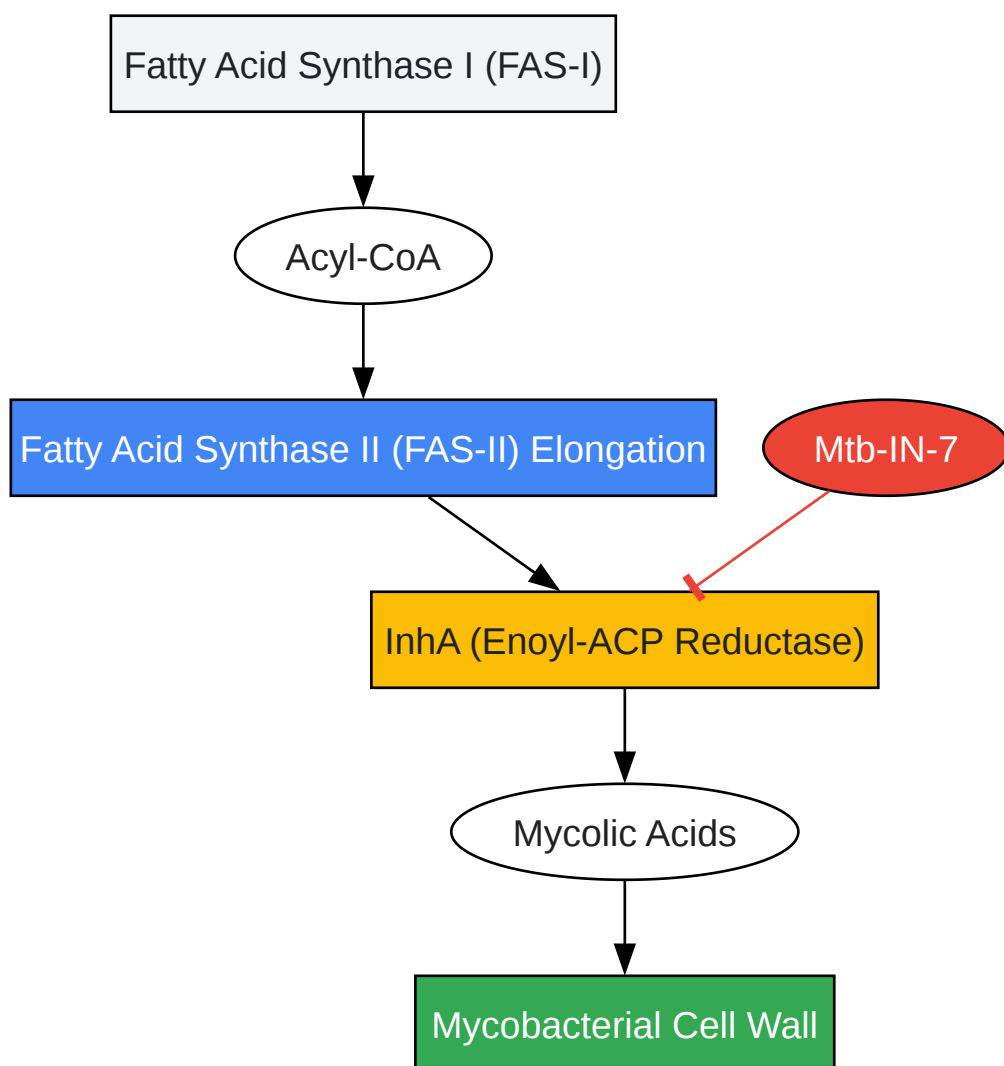 Fatty Acid Synthase I (FAS-I)
Acyl-CoA
Fatty Acid Synthase II (FAS-II) Elongation
Mtb-IN-7
InhA (Enoyl-ACP Reductase)
Mycolic Acids
Mycobacterial Cell Wall